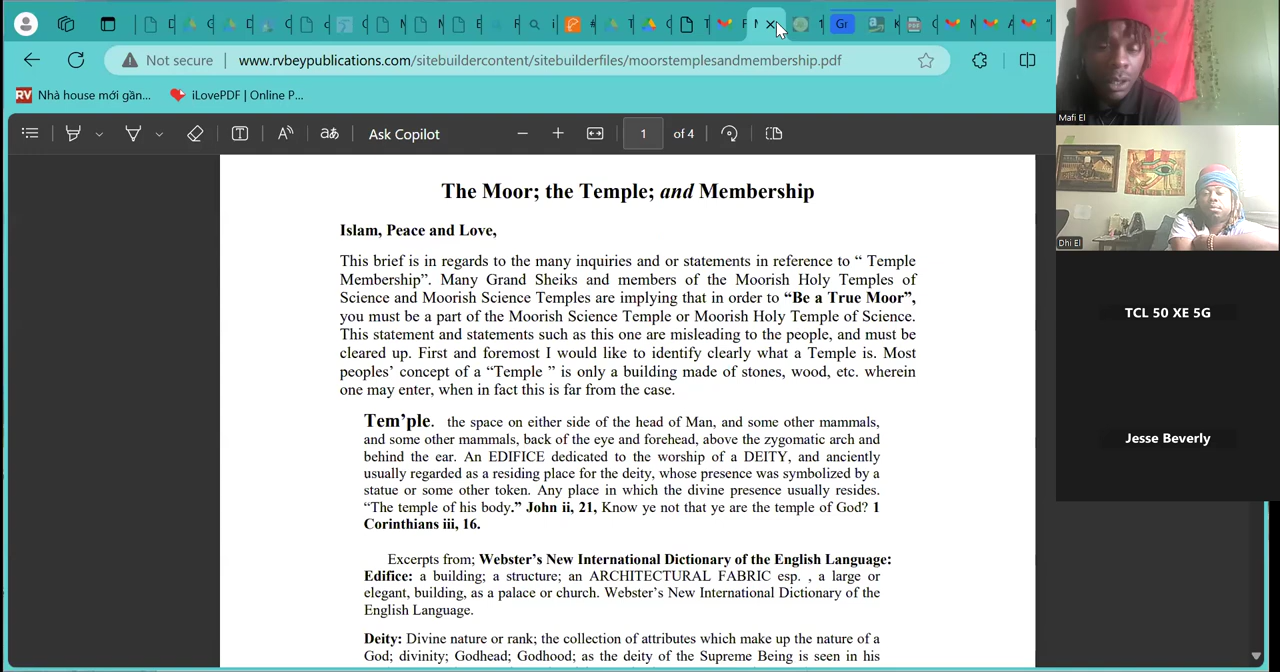 Not secure
www.rvbeypublications.com/sitebuildercontent/sitebuilderfiles/moorstemplesandmembership.pdf
RV Nhà house mới gần...
iLovePDF | Online P...
Ask Copilot
1 of 4
The Moor; the Temple; and Membership
Islam, Peace and Love,
This brief is in regards to the many inquiries and or statements in reference to “ Temple
Membership”. Many Grand Sheiks and members of the Moorish Holy Temples of
Science and Moorish Science Temples are implying that in order to “Be a True Moor”,
you must be a part of the Moorish Science Temple or Moorish Holy Temple of Science.
This statement and statements such as this one are misleading to the people, and must be
cleared up. First and foremost I would like to identify clearly what a Temple is. Most
peoples’ concept of a “Temple ” is only a building made of stones, wood, etc. wherein
one may enter, when in fact this is far from the case.
Tem’ple. the space on either side of the head of Man, and some other mammals,
and some other mammals, back of the eye and forehead, above the zygomatic arch and
behind the ear. An EDIFICE dedicated to the worship of a DEITY, and anciently
usually regarded as a residing place for the deity, whose presence was symbolized by a
statue or some other token. Any place in which the divine presence usually resides.
“The temple of his body.” John ii, 21, Know ye not that ye are the temple of God? 1
Corinthians iii, 16.
Excerpts from; Webster’s New International Dictionary of the English Language:
Edifice: a building; a structure; an ARCHITECTURAL FABRIC esp. , a large or
elegant, building, as a palace or church. Webster’s New International Dictionary of the
English Language.
Deity: Divine nature or rank; the collection of attributes which make up the nature of a
God; divinity; Godhead; Godhood; as the deity of the Supreme Being is seen in his
Mafi El
Dhi El
TCL 50 XE 5G
Jesse Beverly